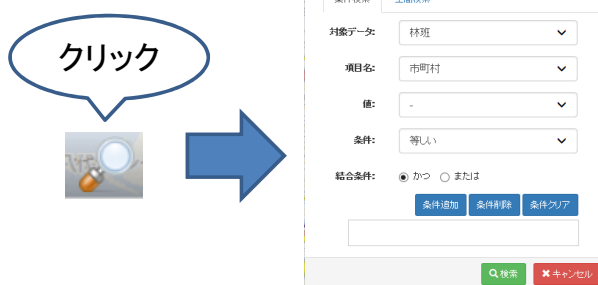 クリック
条件検索 空間検索
対象データ: 林班
項目名: 市町村
値: -
条件: 等しい
結合条件: かつ または
条件追加 条件削除 条件クリア
検索 キャンセル